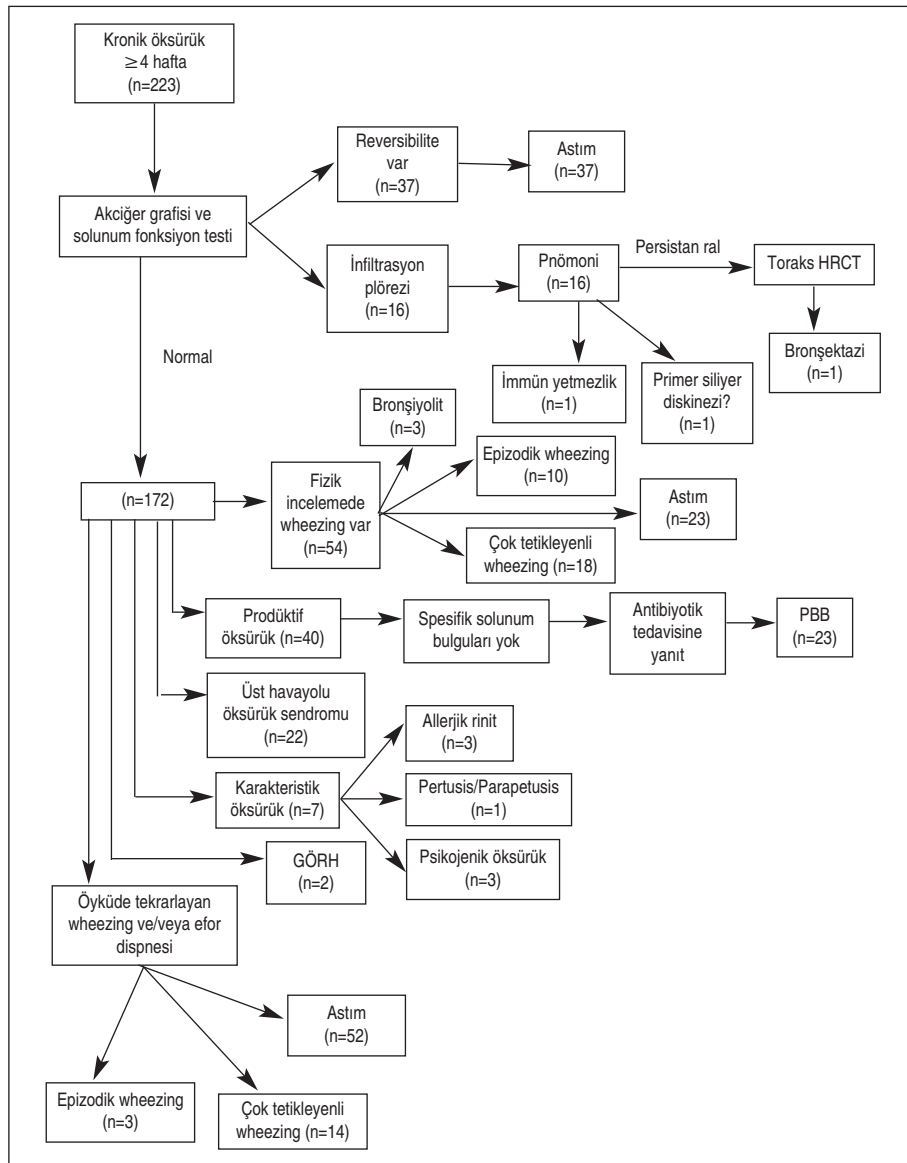 Kronik öksürük
≥4 hafta
(n=223)
Reversibilite
var
(n=37)
Astım
(n=37)
Akciğer grafisi ve
solunum fonksiyon testi
İnfiltrasyon
plörezi
(n=16)
Pnömoni
(n=16)
Persistan ral
Toraks HRCT
Bronşektazi
(n=1)
İmmün yetmezlik
(n=1)
Primer siliyer
diskinezi?
(n=1)
Normal
(n=172)
Fizik
incelemede
wheezing var
(n=54)
Bronşiyolit
(n=3)
Epizodik wheezing
(n=10)
Astım
(n=23)
Çok tetikleyenli
wheezing (n=18)
Prodüktif
öksürük (n=40)
Spesifik solunum
bulguları yok
Antibiyotik
tedavisine
yanıt
PBB
(n=23)
Üst havayolu
öksürük sendromu
(n=22)
Karakteristik
öksürük (n=7)
Allerjik rinit
(n=3)
Pertusis/Parapetusis
(n=1)
Psikojenik öksürük
(n=3)
GÖRH
(n=2)
Öyküde tekrarlayan
wheezing ve/veya efor
dispnesi
Astım
(n=52)
Epizodik wheezing
(n=3)
Çok tetikleyenli
wheezing (n=14)